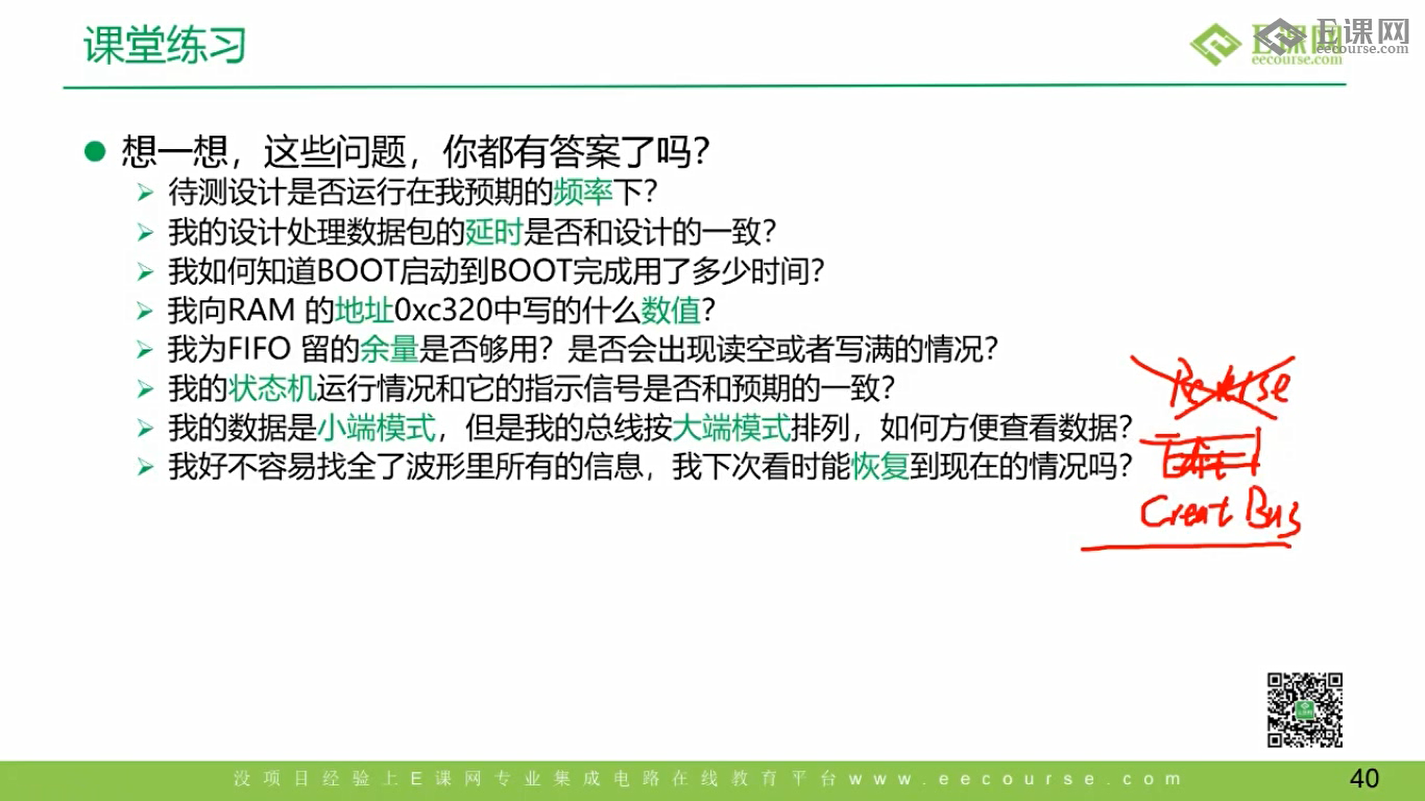 课堂练习
E课网
eecourse.com
E课网
eecourse.com
想一想，这些问题，你都有答案了吗？
待测设计是否运行在我预期的频率下？
我的设计处理数据包的延时是否和设计的一致？
我如何知道BOOT启动到BOOT完成用了多少时间？
我向RAM 的地址0xc320中写的什么数值？
我为FIFO 留的余量是否够用？是否会出现读空或者写满的情况？
我的状态机运行情况和它的指示信号是否和预期的一致？
我的数据是小端模式，但是我的总线按大端模式排列，如何方便查看数据？
我好不容易找全了波形里所有的信息，我下次看时能恢复到现在的情况吗？
Creat Bus
没项目经验上E课网专业集成电路在线教育平台www.eecourse.com
40